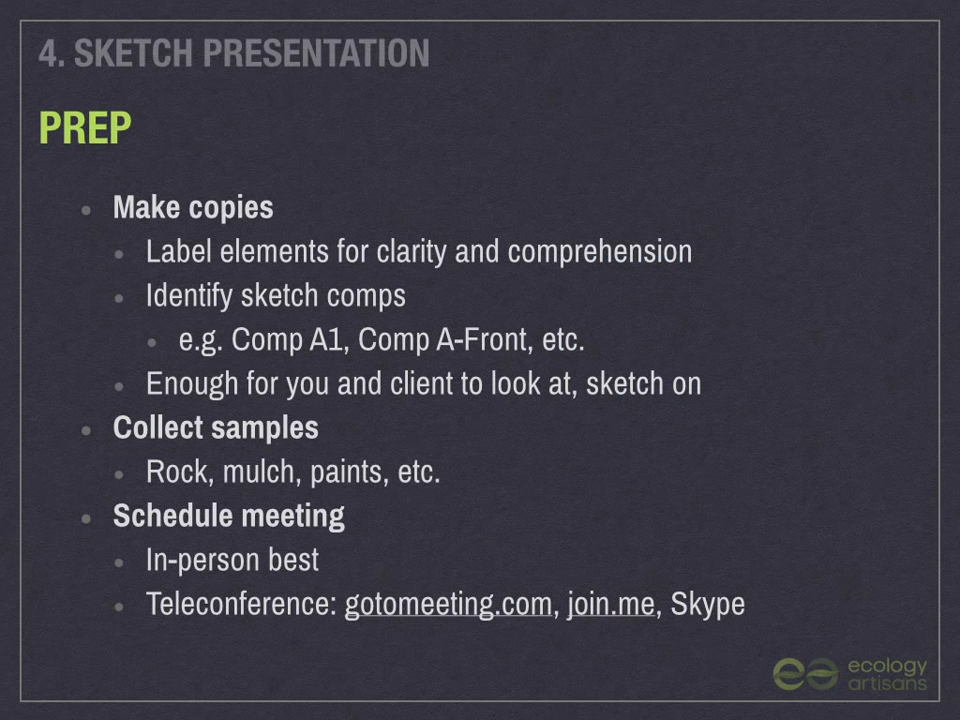 4. SKETCH PRESENTATION
PREP
• Make copies
• Label elements for clarity and comprehension
• Identify sketch comps
• e.g. Comp A1, Comp A-Front, etc.
• Enough for you and client to look at, sketch on
• Collect samples
• Rock, mulch, paints, etc.
• Schedule meeting
• In-person best
• Teleconference: gotomeeting.com, join.me, Skype
ecology
artisans